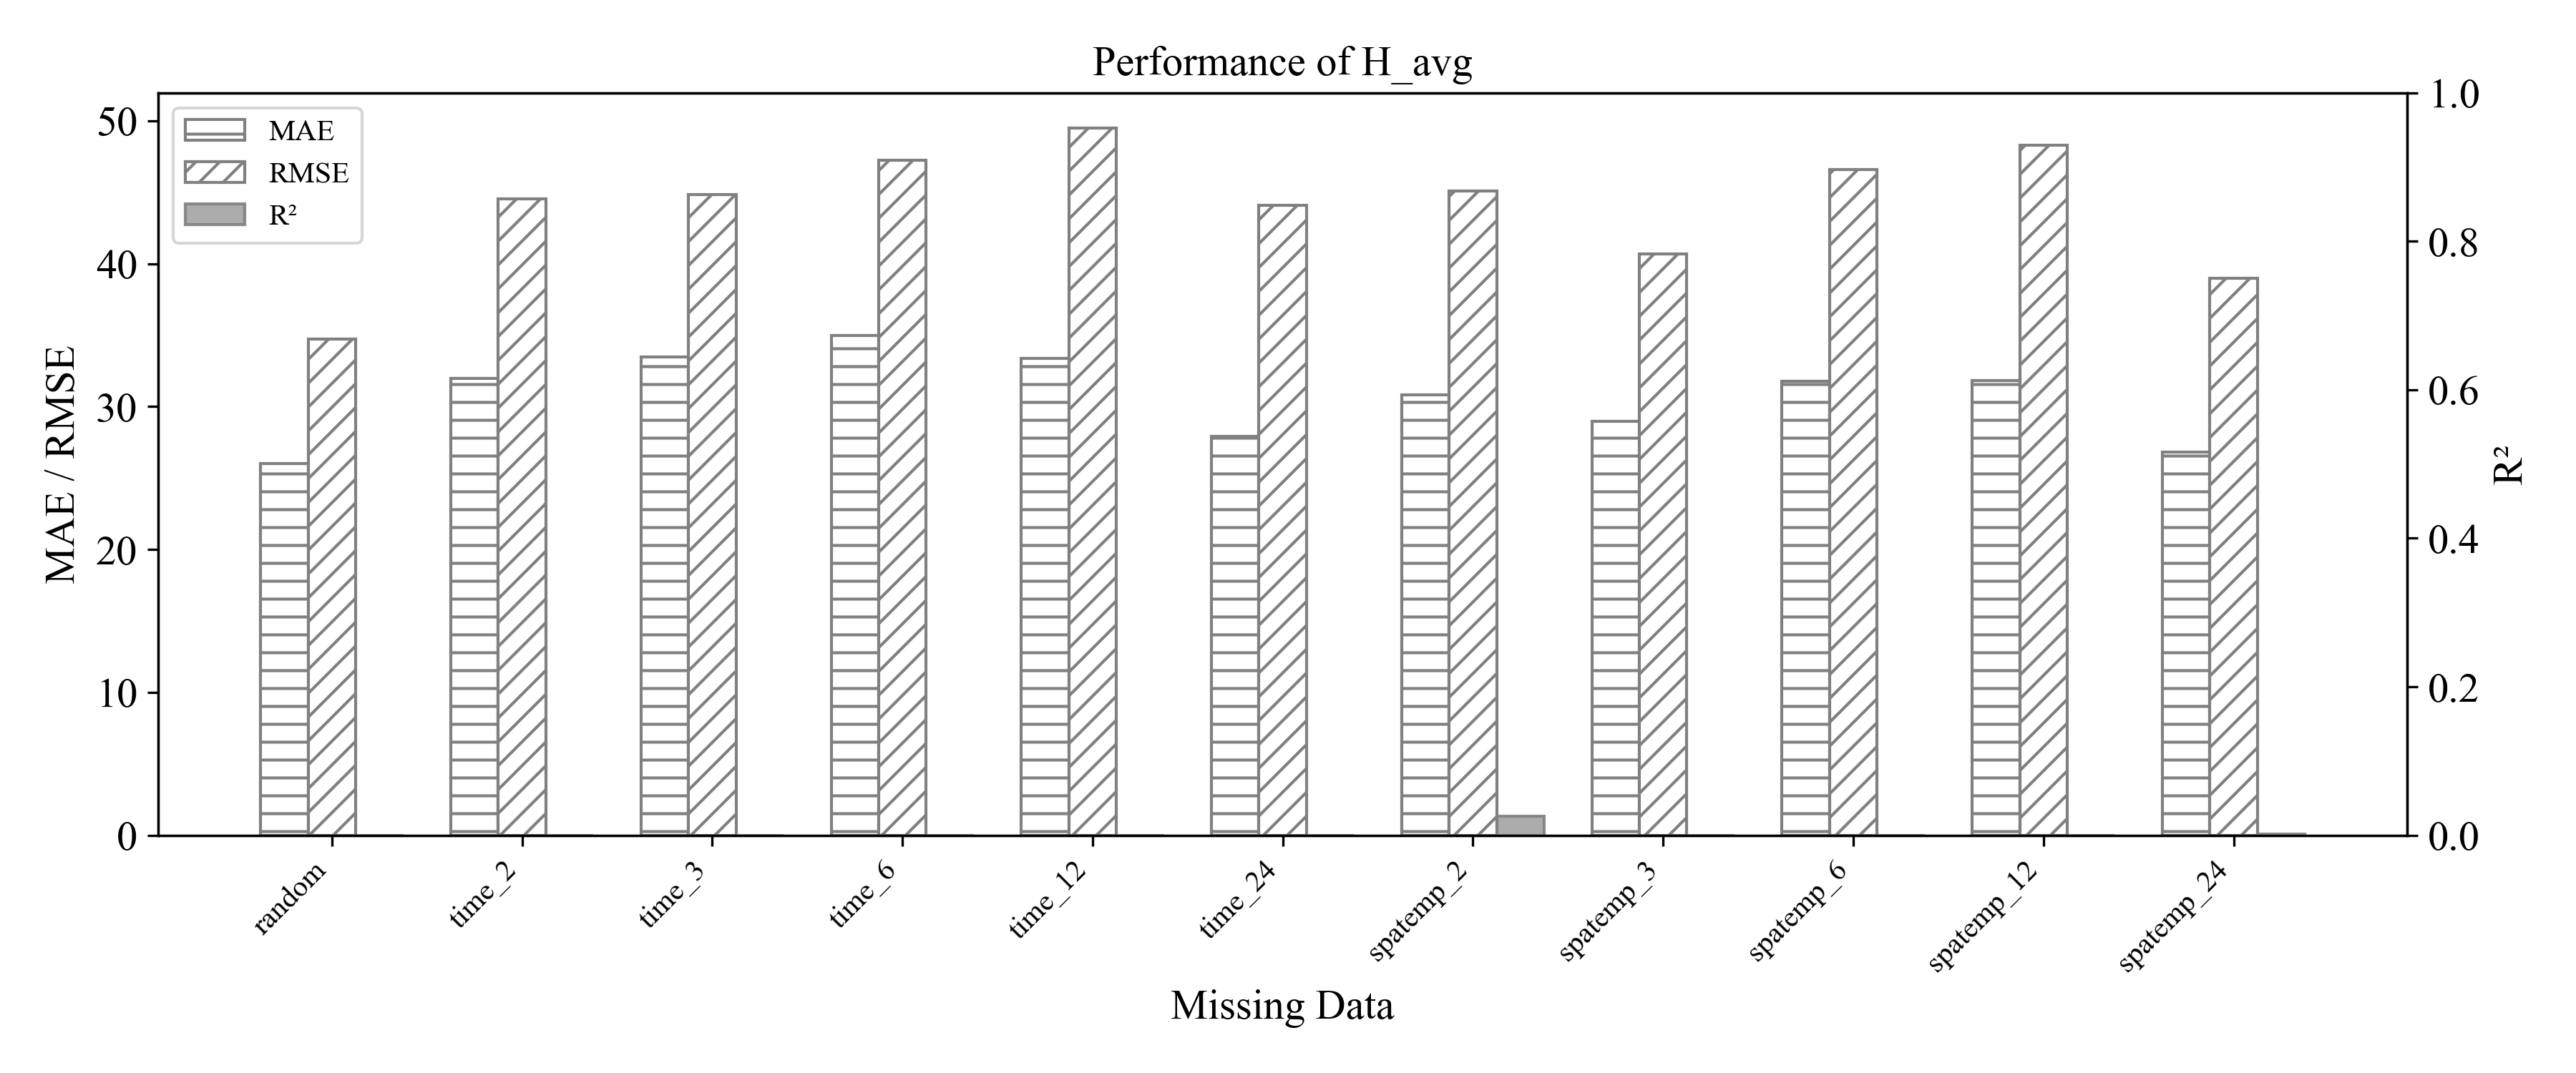 Performance of H_avg
MAE
RMSE
R²
MAE / RMSE
50
40
30
20
10
0
1.0
0.8
0.6
0.4
0.2
0.0
R²
random
time_2
time_3
time_6
time_12
time_24
spatemp_2
spatemp_3
spatemp_6
spatemp_12
spatemp_24
Missing Data